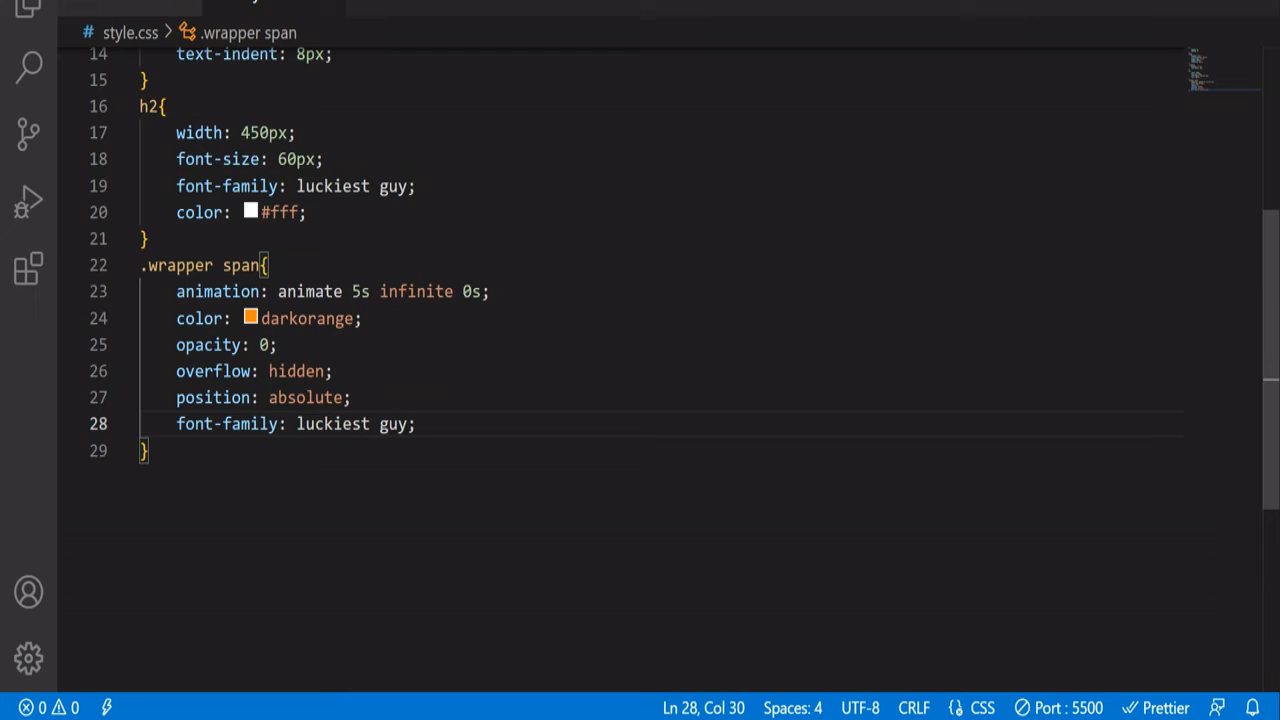 # style.css > .wrapper span
14 text-indent: 8px;
15 }
16 h2{
17 width: 450px;
18 font-size: 60px;
19 font-family: luckiest guy;
20 color: #fff;
21 }
22 .wrapper span{
23 animation: animate 5s infinite 0s;
24 color: darkorange;
25 opacity: 0;
26 overflow: hidden;
27 position: absolute;
28 font-family: luckiest guy;
29 }
0 0 Ln 28, Col 30 Spaces: 4 UTF-8 CRLF {} CSS Port : 5500 Prettier